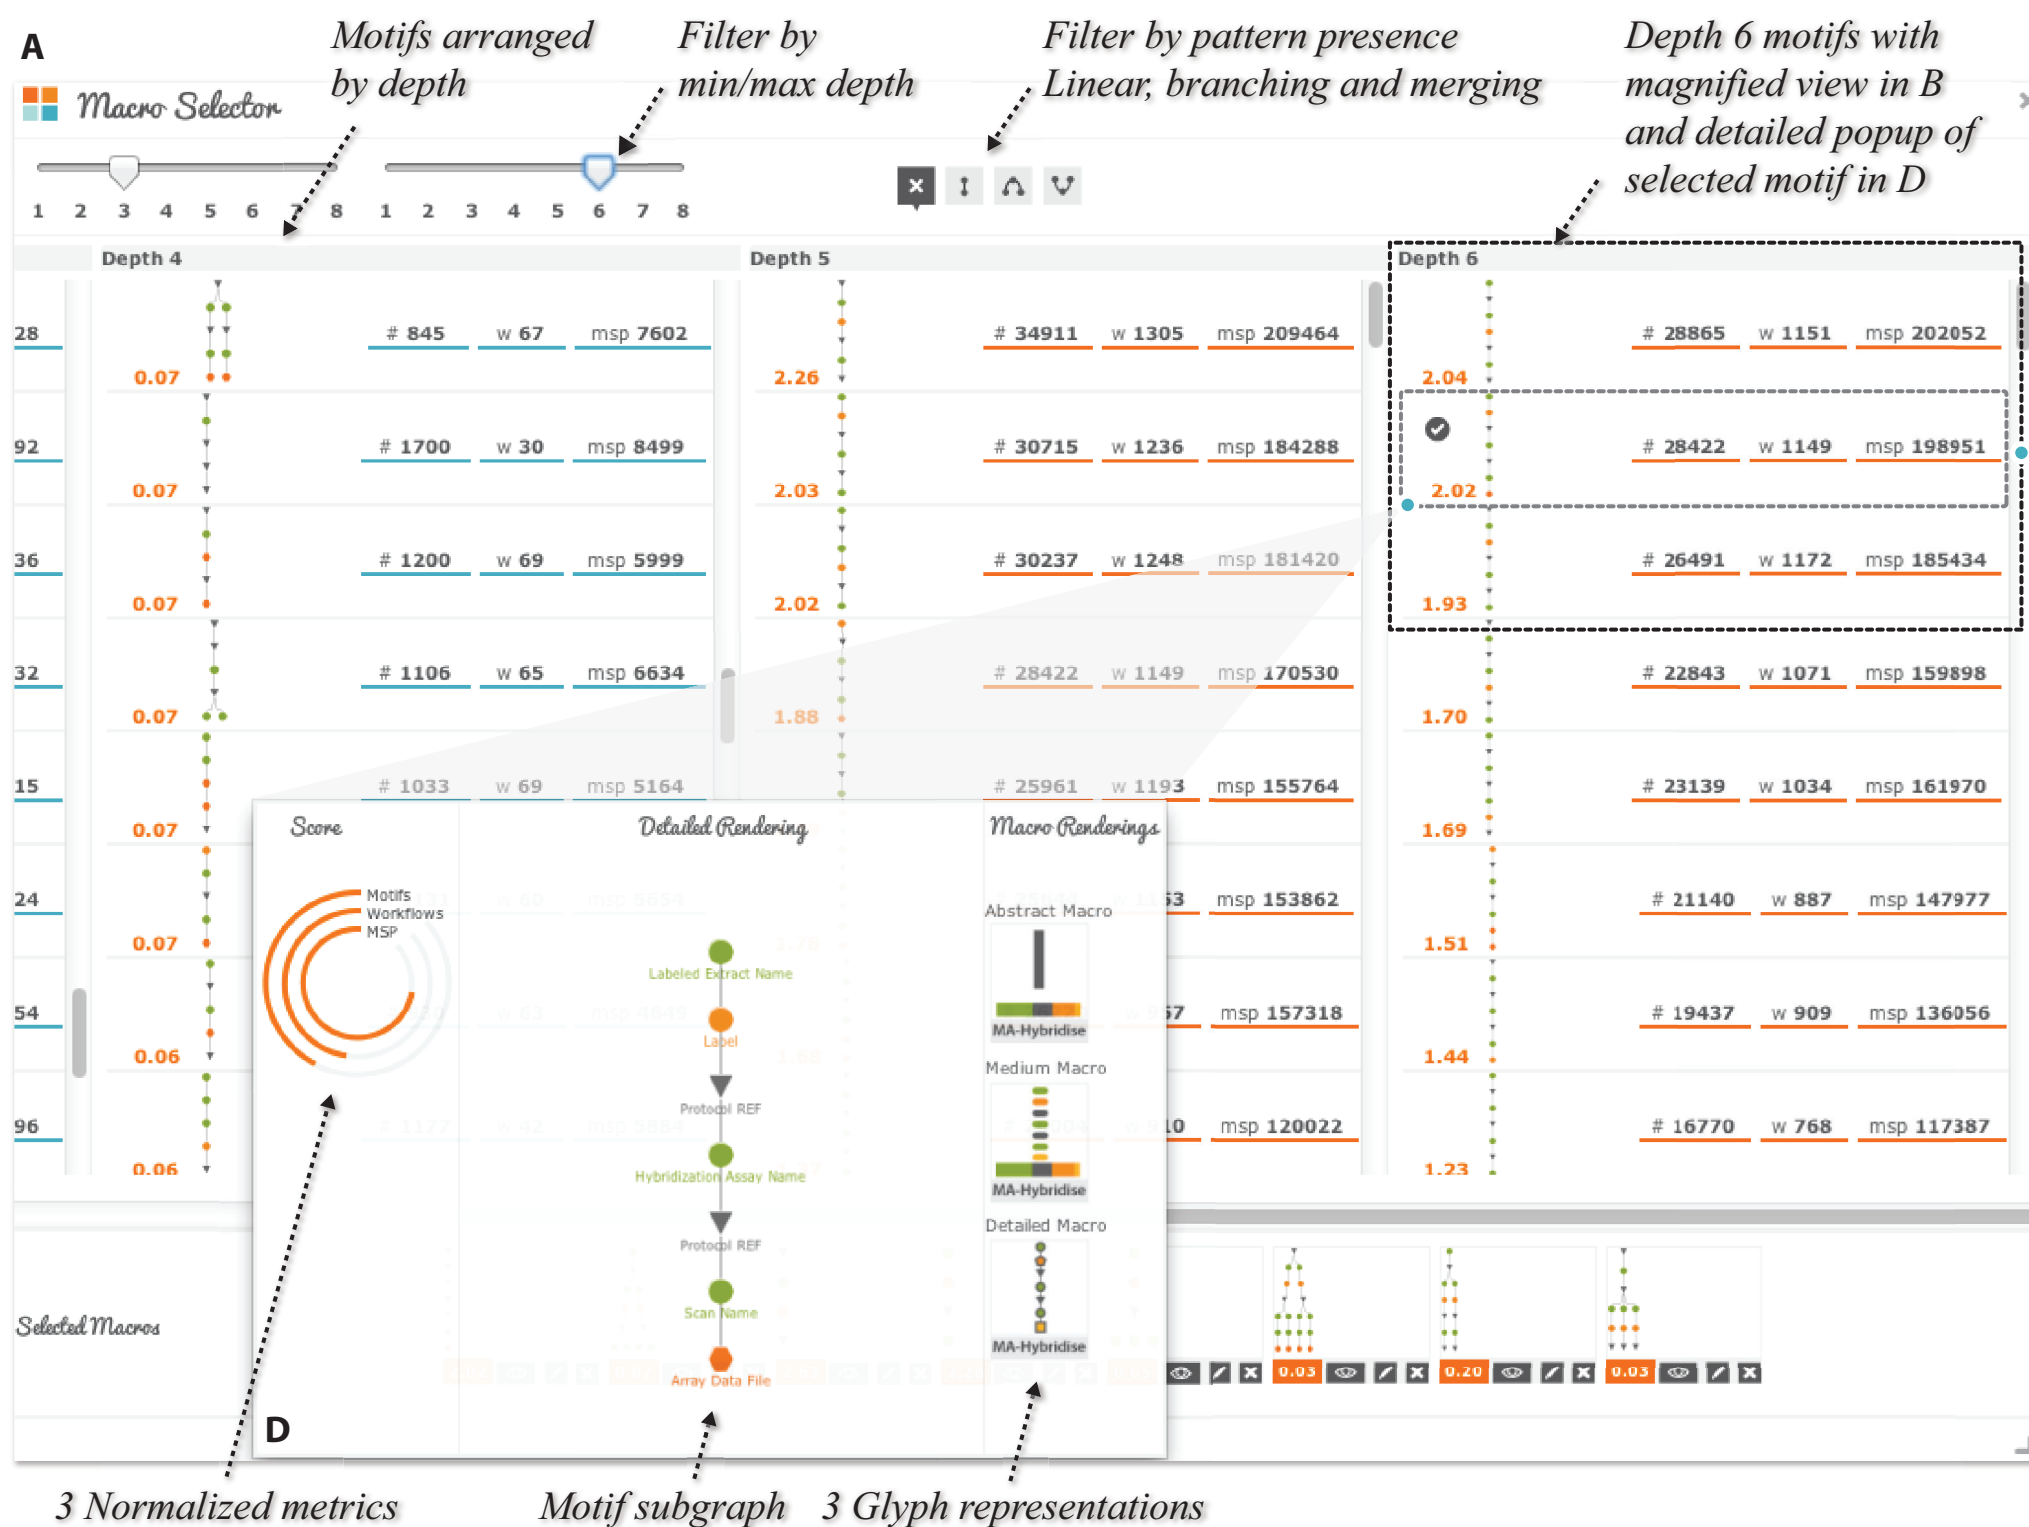 A
Motifs arranged
by depth
Filter by
min/max depth
Filter by pattern presence
Linear, branching and merging
Depth 6 motifs with
magnified view in B
and detailed popup of
selected motif in D
Macro Selector
1 2 3 4 5 6 7 8
1 2 3 4 5 6 7 8
Depth 4
Depth 5
Depth 6
28
# 845 w 67 msp 7602
0.07
# 34911 w 1305 msp 209464
2.26
# 28865 w 1151 msp 202052
2.04
92
# 1700 w 30 msp 8499
0.07
# 30715 w 1236 msp 184288
2.03
# 28422 w 1149 msp 198951
2.02
36
# 1200 w 69 msp 5999
0.07
# 30237 w 1248 msp 181420
2.02
# 26491 w 1172 msp 185434
1.93
32
# 1106 w 65 msp 6634
0.07
# 28422 w 1149 msp 170530
1.88
# 22843 w 1071 msp 159898
1.70
15
# 1033 w 69 msp 5164
0.07
# 25961 w 1193 msp 155764
# 23139 w 1034 msp 161970
1.69
24
0.07
53 msp 153862
# 21140 w 887 msp 147977
1.51
54
0.06
57 msp 157318
# 19437 w 909 msp 136056
1.44
96
0.06
10 msp 120022
# 16770 w 768 msp 117387
1.23
Score
Motifs
Workflows
MSP
Detailed Rendering
Labeled Extract Name
Label
Protocol REF
Hybridization Assay Name
Protocol REF
Scan Name
Array Data File
Macro Renderings
Abstract Macro
MA-Hybridise
Medium Macro
MA-Hybridise
Detailed Macro
MA-Hybridise
D
Selected Macros
0.03
0.20
0.03
3 Normalized metrics
Motif subgraph
3 Glyph representations